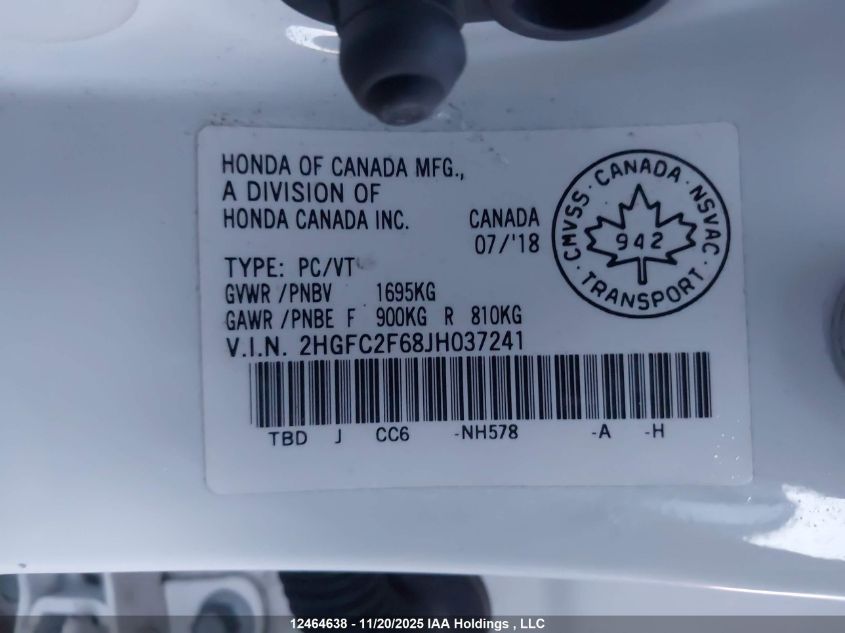 HONDA OF CANADA MFG.,
A DIVISION OF
HONDA CANADA INC. CANADA
07/'18
TYPE: PC/VT
GVWR /PNBV 1695KG
GAWR /PNBE F 900KG R 810KG
V.I.N. 2HGFC2F68JH037241
TBD J CC6 -NH578 -A -H
CMVSS · CANADA · NSVAC ·
942
TRANSPORT
12464638 - 11/20/2025 IAA Holdings , LLC